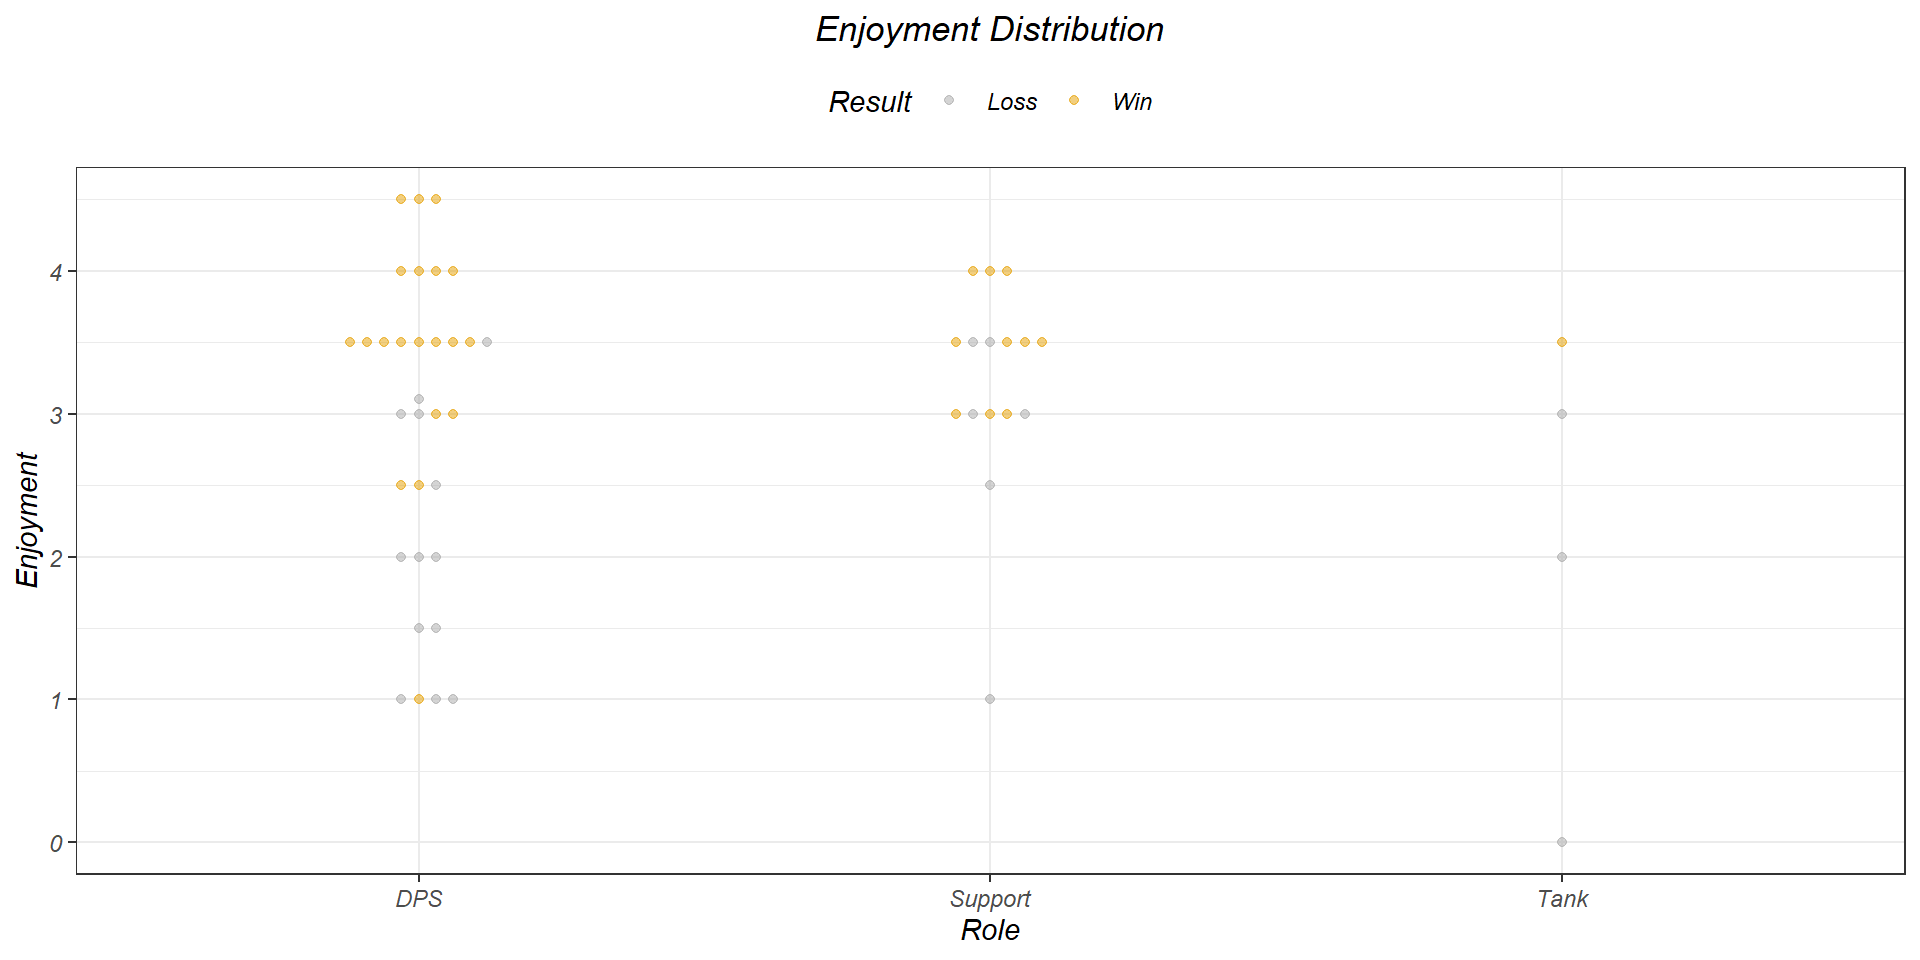 Enjoyment Distribution
Result Loss Win
Enjoyment
4
3
2
1
0
DPS Support Tank
Role